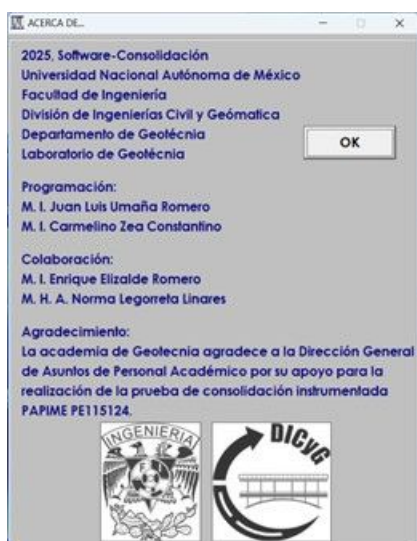 ACERCA DE...
2025, Software-Consolidación
Universidad Nacional Autónoma de México
Facultad de Ingeniería
División de Ingenierías Civil y Geómatica
Departamento de Geotécnia
Laboratorio de Geotécnia
OK
Programación:
M. I. Juan Luis Umaña Romero
M. I. Carmelino Zea Constantino
Colaboración:
M. I. Enrique Elizalde Romero
M. H. A. Norma Legorreta Linares
Agradecimiento:
La academia de Geotecnia agradece a la Dirección General
de Asuntos de Personal Académico por su apoyo para la
realización de la prueba de consolidación instrumentada
PAPIME PE115124.
INGENIERIA
DICyG